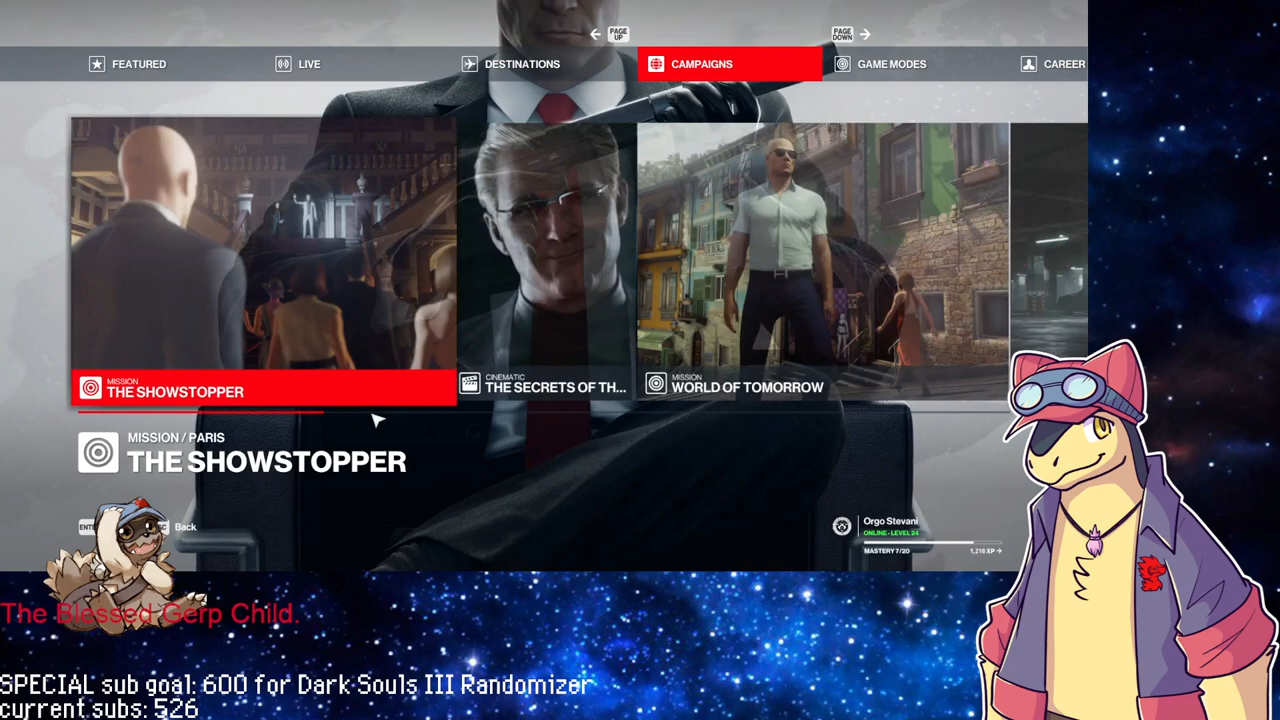 PAGE UP
PAGE DOWN
FEATURED
LIVE
DESTINATIONS
CAMPAIGNS
GAME MODES
CAREER
MISSION
THE SHOWSTOPPER
CINEMATIC
THE SECRETS OF TH...
MISSION
WORLD OF TOMORROW
MISSION / PARIS
THE SHOWSTOPPER
Back
Orgo Stevani
ONLINE - LEVEL 24
MASTERY 7/20
1,216 XP
The Blessed Gerp Child.
SPECIAL sub goal: 600 for Dark Souls III Randomizer
current subs: 526